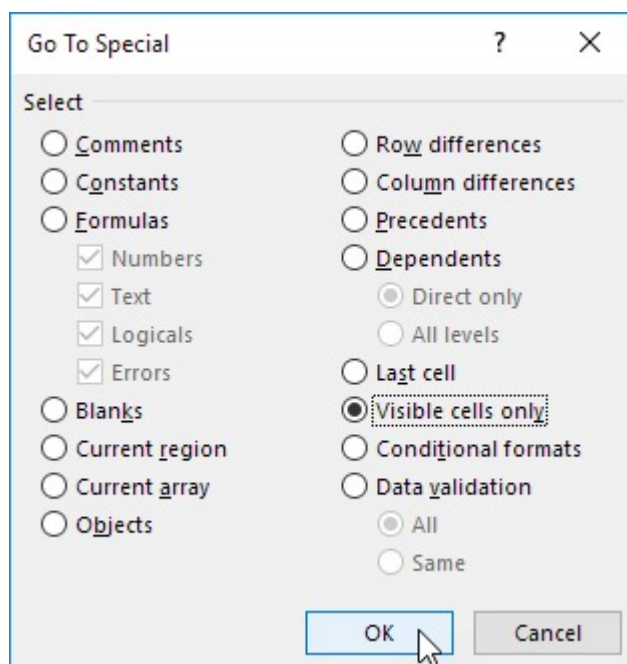 Go To Special ?
Select
Comments
Constants
Formulas
Numbers
Text
Logicals
Errors
Blanks
Current region
Current array
Objects
Row differences
Column differences
Precedents
Dependents
Direct only
All levels
Last cell
Visible cells only
Conditional formats
Data validation
All
Same
OK
Cancel